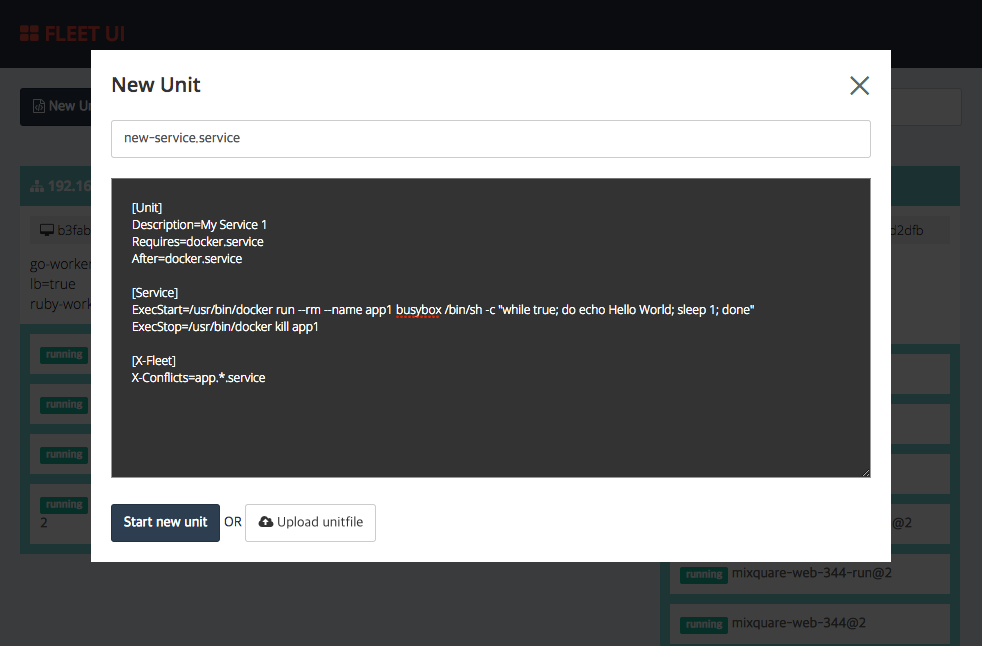 FLEET UI
New Unit
New
new-service.service
192.16
b3fab
d2dfb
[Unit]
Description=My Service 1
Requires=docker.service
After=docker.service
go-worker
lb=true
ruby-work
[Service]
ExecStart=/usr/bin/docker run --rm --name app1 busybox /bin/sh -c "while true; do echo Hello World; sleep 1; done"
ExecStop=/usr/bin/docker kill app1
[X-Fleet]
X-Conflicts=app.*.service
running
running
running
running
2
@2
Start new unit OR Upload unitfile
running mixquare-web-344-run@2
running mixquare-web-344@2